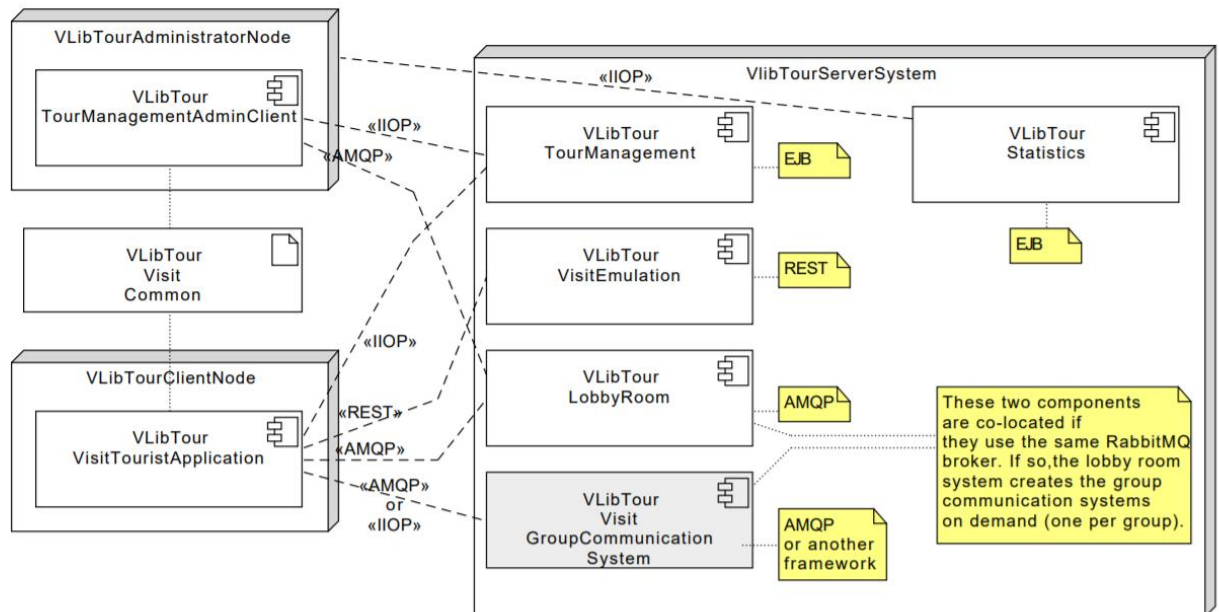 VLibTourAdministratorNode
VLibTour
TourManagementAdminClient
VLibTour
Visit
Common
VLibTourClientNode
VLibTour
VisitTouristApplication
«IIOP»
«IIOP»
«AMQP»
«IIOP»
«REST»
«AMQP»
«AMQP»
or
«IIOP»
VlibTourServerSystem
VLibTour
TourManagement
EJB
VLibTour
Statistics
EJB
VLibTour
VisitEmulation
REST
VLibTour
LobbyRoom
AMQP
VLibTour
Visit
GroupCommunication
System
AMQP
or another
framework
These two components
are co-located if
they use the same RabbitMQ
broker. If so,the lobby room
system creates the group
communication systems
on demand (one per group).